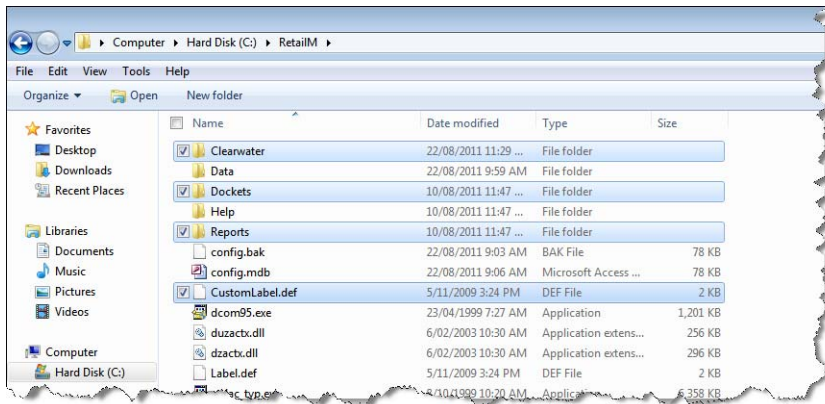 Computer ▸ Hard Disk (C:) ▸ RetailM ▸
File Edit View Tools Help
Organize Open New folder
Favorites
Desktop
Downloads
Recent Places
Libraries
Documents
Music
Pictures
Videos
Computer
Hard Disk (C:)
Name Date modified Type Size
Clearwater 22/08/2011 11:29 ... File folder
Data 22/08/2011 9:59 AM File folder
Dockets 10/08/2011 11:47 ... File folder
Help 10/08/2011 11:47 ... File folder
Reports 10/08/2011 11:47 ... File folder
config.bak 22/08/2011 9:03 AM BAK File 78 KB
config.mdb 22/08/2011 9:06 AM Microsoft Access ... 78 KB
CustomLabel.def 5/11/2009 3:24 PM DEF File 2 KB
dcom95.exe 23/04/1999 7:27 AM Application 1,201 KB
duzactx.dll 6/02/2003 10:30 AM Application extens... 256 KB
dzactx.dll 6/02/2003 10:30 AM Application extens... 296 KB
Label.def 5/11/2009 3:24 PM DEF File 2 KB
10:20 AM 6,358 KB